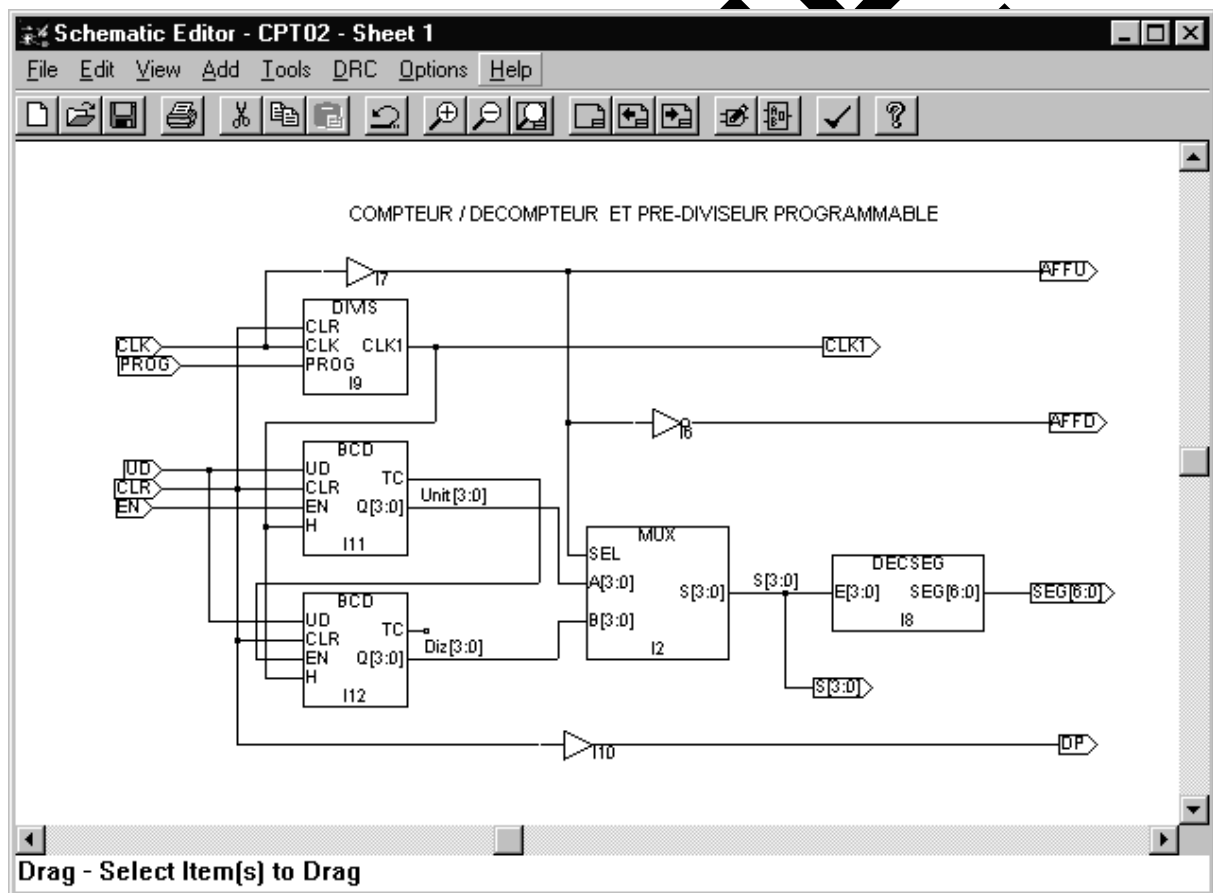 Schematic Editor - CPT02 - Sheet 1
File Edit View Add Tools DRC Options Help
COMPTEUR / DECOMPTEUR ET PRE-DIVISEUR PROGRAMMABLE
I7
AFFU
DIVIS
CLR
CLK
CLK CLK1
CLK1
PROG
PROG
I9
I6
AFFD
BCD
UD
UD
TC
CLR
CLR
Unit[3:0]
EN
EN Q[3:0]
H
I11
MUX
SEL
DECSEG
A[3:0]
S[3:0]
S[3:0]
E[3:0] SEG[6:0]
SEG[6:0]
BCD
UD
TC
B[3:0]
I8
CLR
Diz[3:0]
I2
EN Q[3:0]
H
S[3:0]
I12
I10
DP
Drag - Select Item(s) to Drag